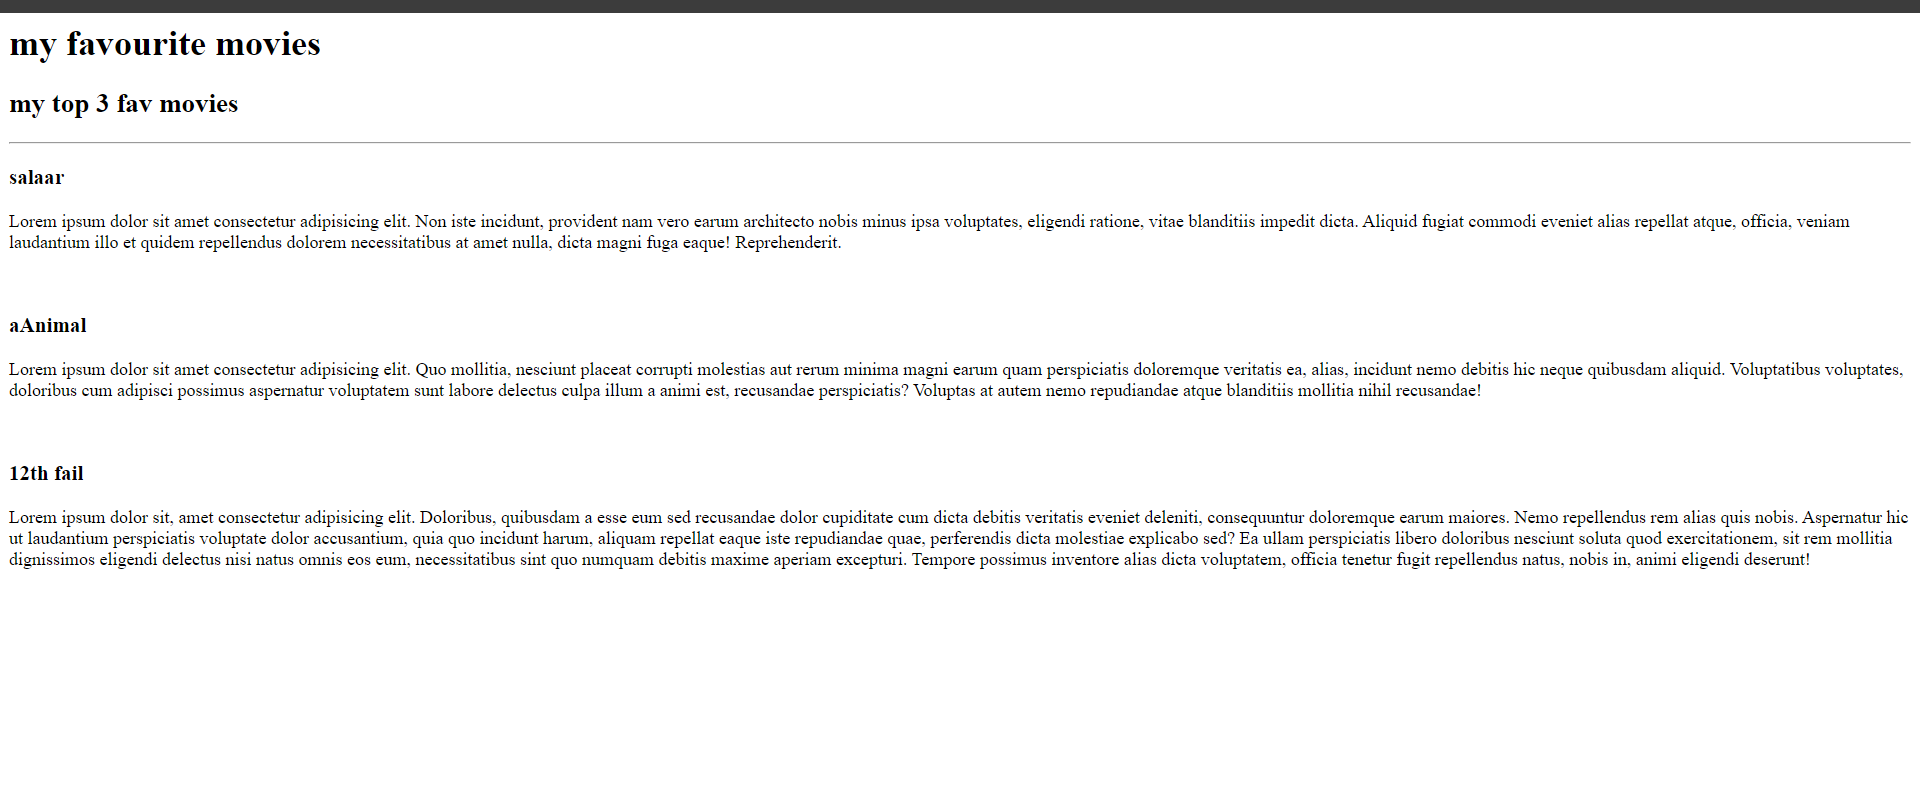 my favourite movies
my top 3 fav movies
salaar
Lorem ipsum dolor sit amet consectetur adipisicing elit. Non iste incidunt, provident nam vero earum architecto nobis minus ipsa voluptates, eligendi ratione, vitae blanditiis impedit dicta. Aliquid fugiat commodi eveniet alias repellat atque, officia, veniam
laudantium illo et quidem repellendus dolorem necessitatibus at amet nulla, dicta magni fuga eaque! Reprehenderit.
aAnimal
Lorem ipsum dolor sit amet consectetur adipisicing elit. Quo mollitia, nesciunt placeat corrupti molestias aut rerum minima magni earum quam perspiciatis doloremque veritatis ea, alias, incidunt nemo debitis hic neque quibusdam aliquid. Voluptatibus voluptates,
doloribus cum adipisci possimus aspernatur voluptatem sunt labore delectus culpa illum a animi est, recusandae perspiciatis? Voluptas at autem nemo repudiandae atque blanditiis mollitia nihil recusandae!
12th fail
Lorem ipsum dolor sit, amet consectetur adipisicing elit. Doloribus, quibusdam a esse eum sed recusandae dolor cupiditate cum dicta debitis veritatis eveniet deleniti, consequuntur doloremque earum maiores. Nemo repellendus rem alias quis nobis. Aspernatur hic
ut laudantium perspiciatis voluptate dolor accusantium, quia quo incidunt harum, aliquam repellat eaque iste repudiandae quae, perferendis dicta molestiae explicabo sed? Ea ullam perspiciatis libero doloribus nesciunt soluta quod exercitationem, sit rem mollitia
dignissimos eligendi delectus nisi natus omnis eos eum, necessitatibus sint quo numquam debitis maxime aperiam excepturi. Tempore possimus inventore alias dicta voluptatem, officia tenetur fugit repellendus natus, nobis in, animi eligendi deserunt!